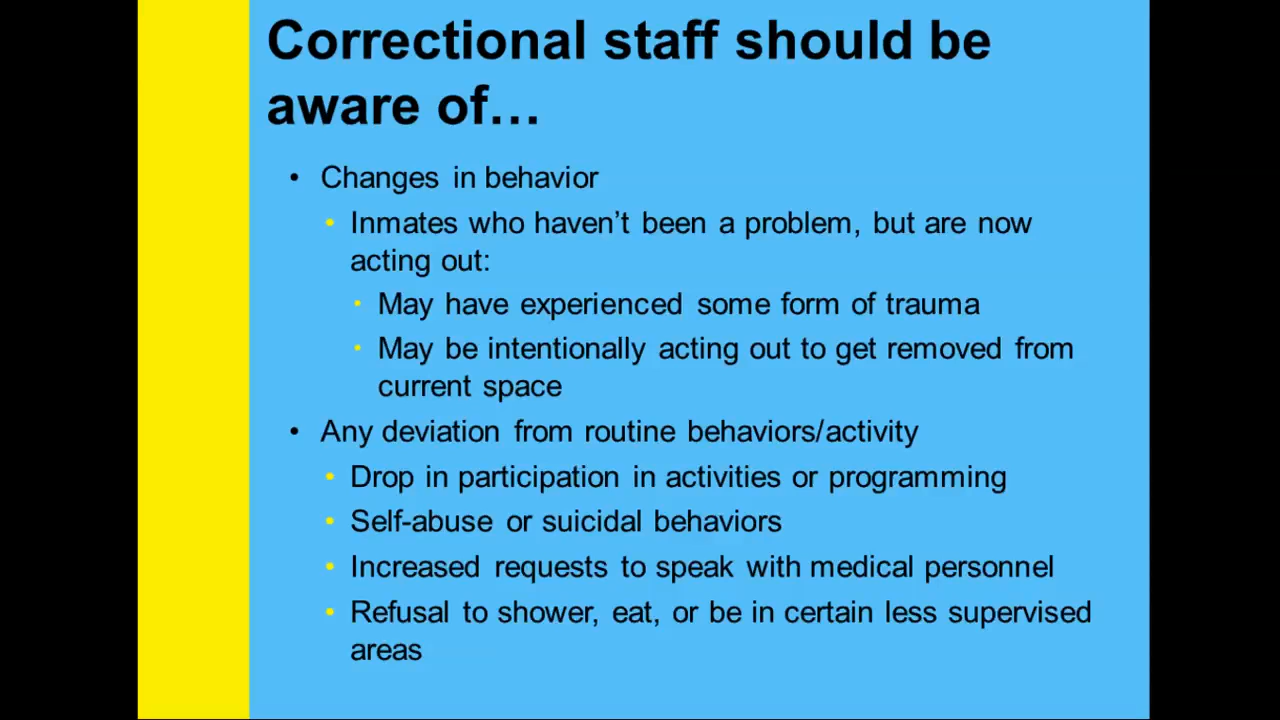 Correctional staff should be
aware of…
• Changes in behavior
• Inmates who haven’t been a problem, but are now
acting out:
• May have experienced some form of trauma
• May be intentionally acting out to get removed from
current space
• Any deviation from routine behaviors/activity
• Drop in participation in activities or programming
• Self-abuse or suicidal behaviors
• Increased requests to speak with medical personnel
• Refusal to shower, eat, or be in certain less supervised
areas